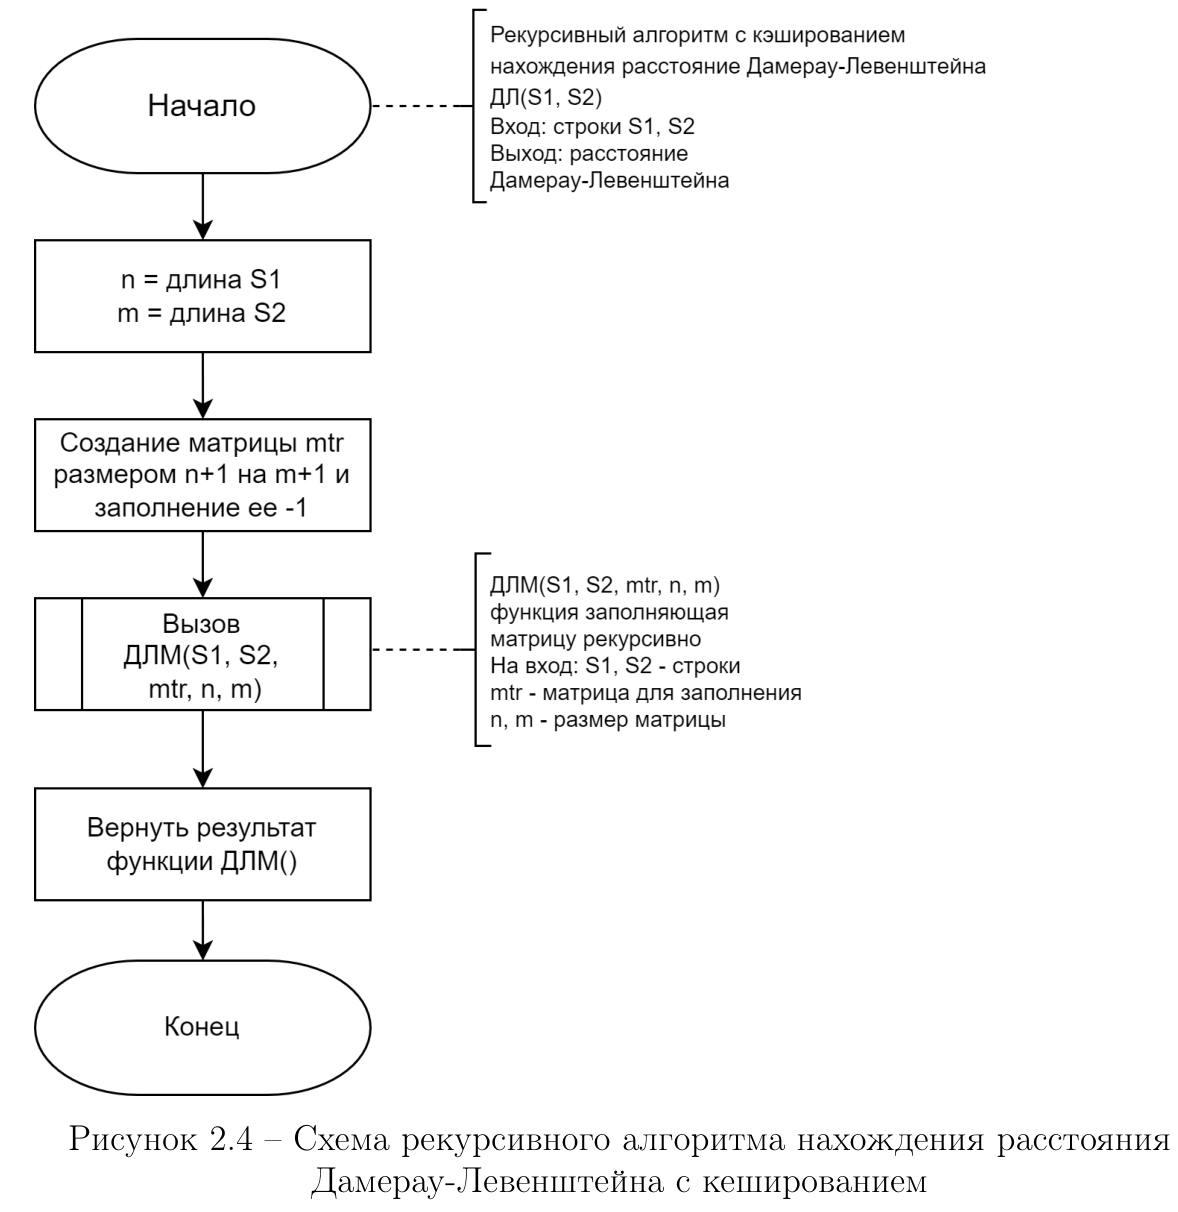 Начало
Рекурсивный алгоритм с кэшированием
нахождения расстояние Дамерау-Левенштейна
ДЛ(S1, S2)
Вход: строки S1, S2
Выход: расстояние
Дамерау-Левенштейна
n = длина S1
m = длина S2
Создание матрицы mtr
размером n+1 на m+1 и
заполнение ее -1
Вызов
ДЛМ(S1, S2,
mtr, n, m)
ДЛМ(S1, S2, mtr, n, m)
функция заполняющая
матрицу рекурсивно
На вход: S1, S2 - строки
mtr - матрица для заполнения
n, m - размер матрицы
Вернуть результат
функции ДЛМ()
Конец
Рисунок 2.4 – Схема рекурсивного алгоритма нахождения расстояния
Дамерау-Левенштейна с кешированием